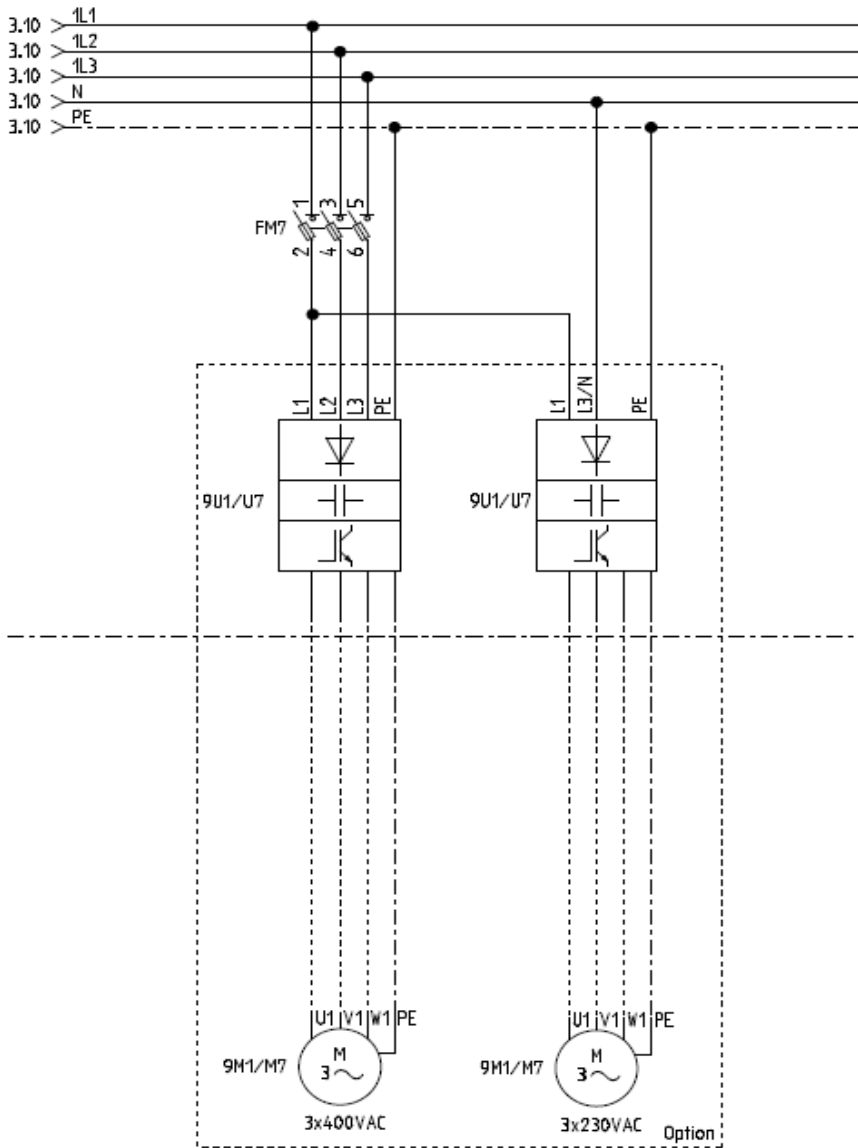 3.10 1L1
3.10 1L2
3.10 1L3
3.10 N
3.10 PE
1 3 5
FM7
2 4 6
L1 L2 L3 PE
L1 L3/N PE
9U1/U7
9U1/U7
U1 V1 W1 PE
U1 V1 W1 PE
M
3
9M1/M7
M
3
9M1/M7
3x400VAC
3x230VAC
Option